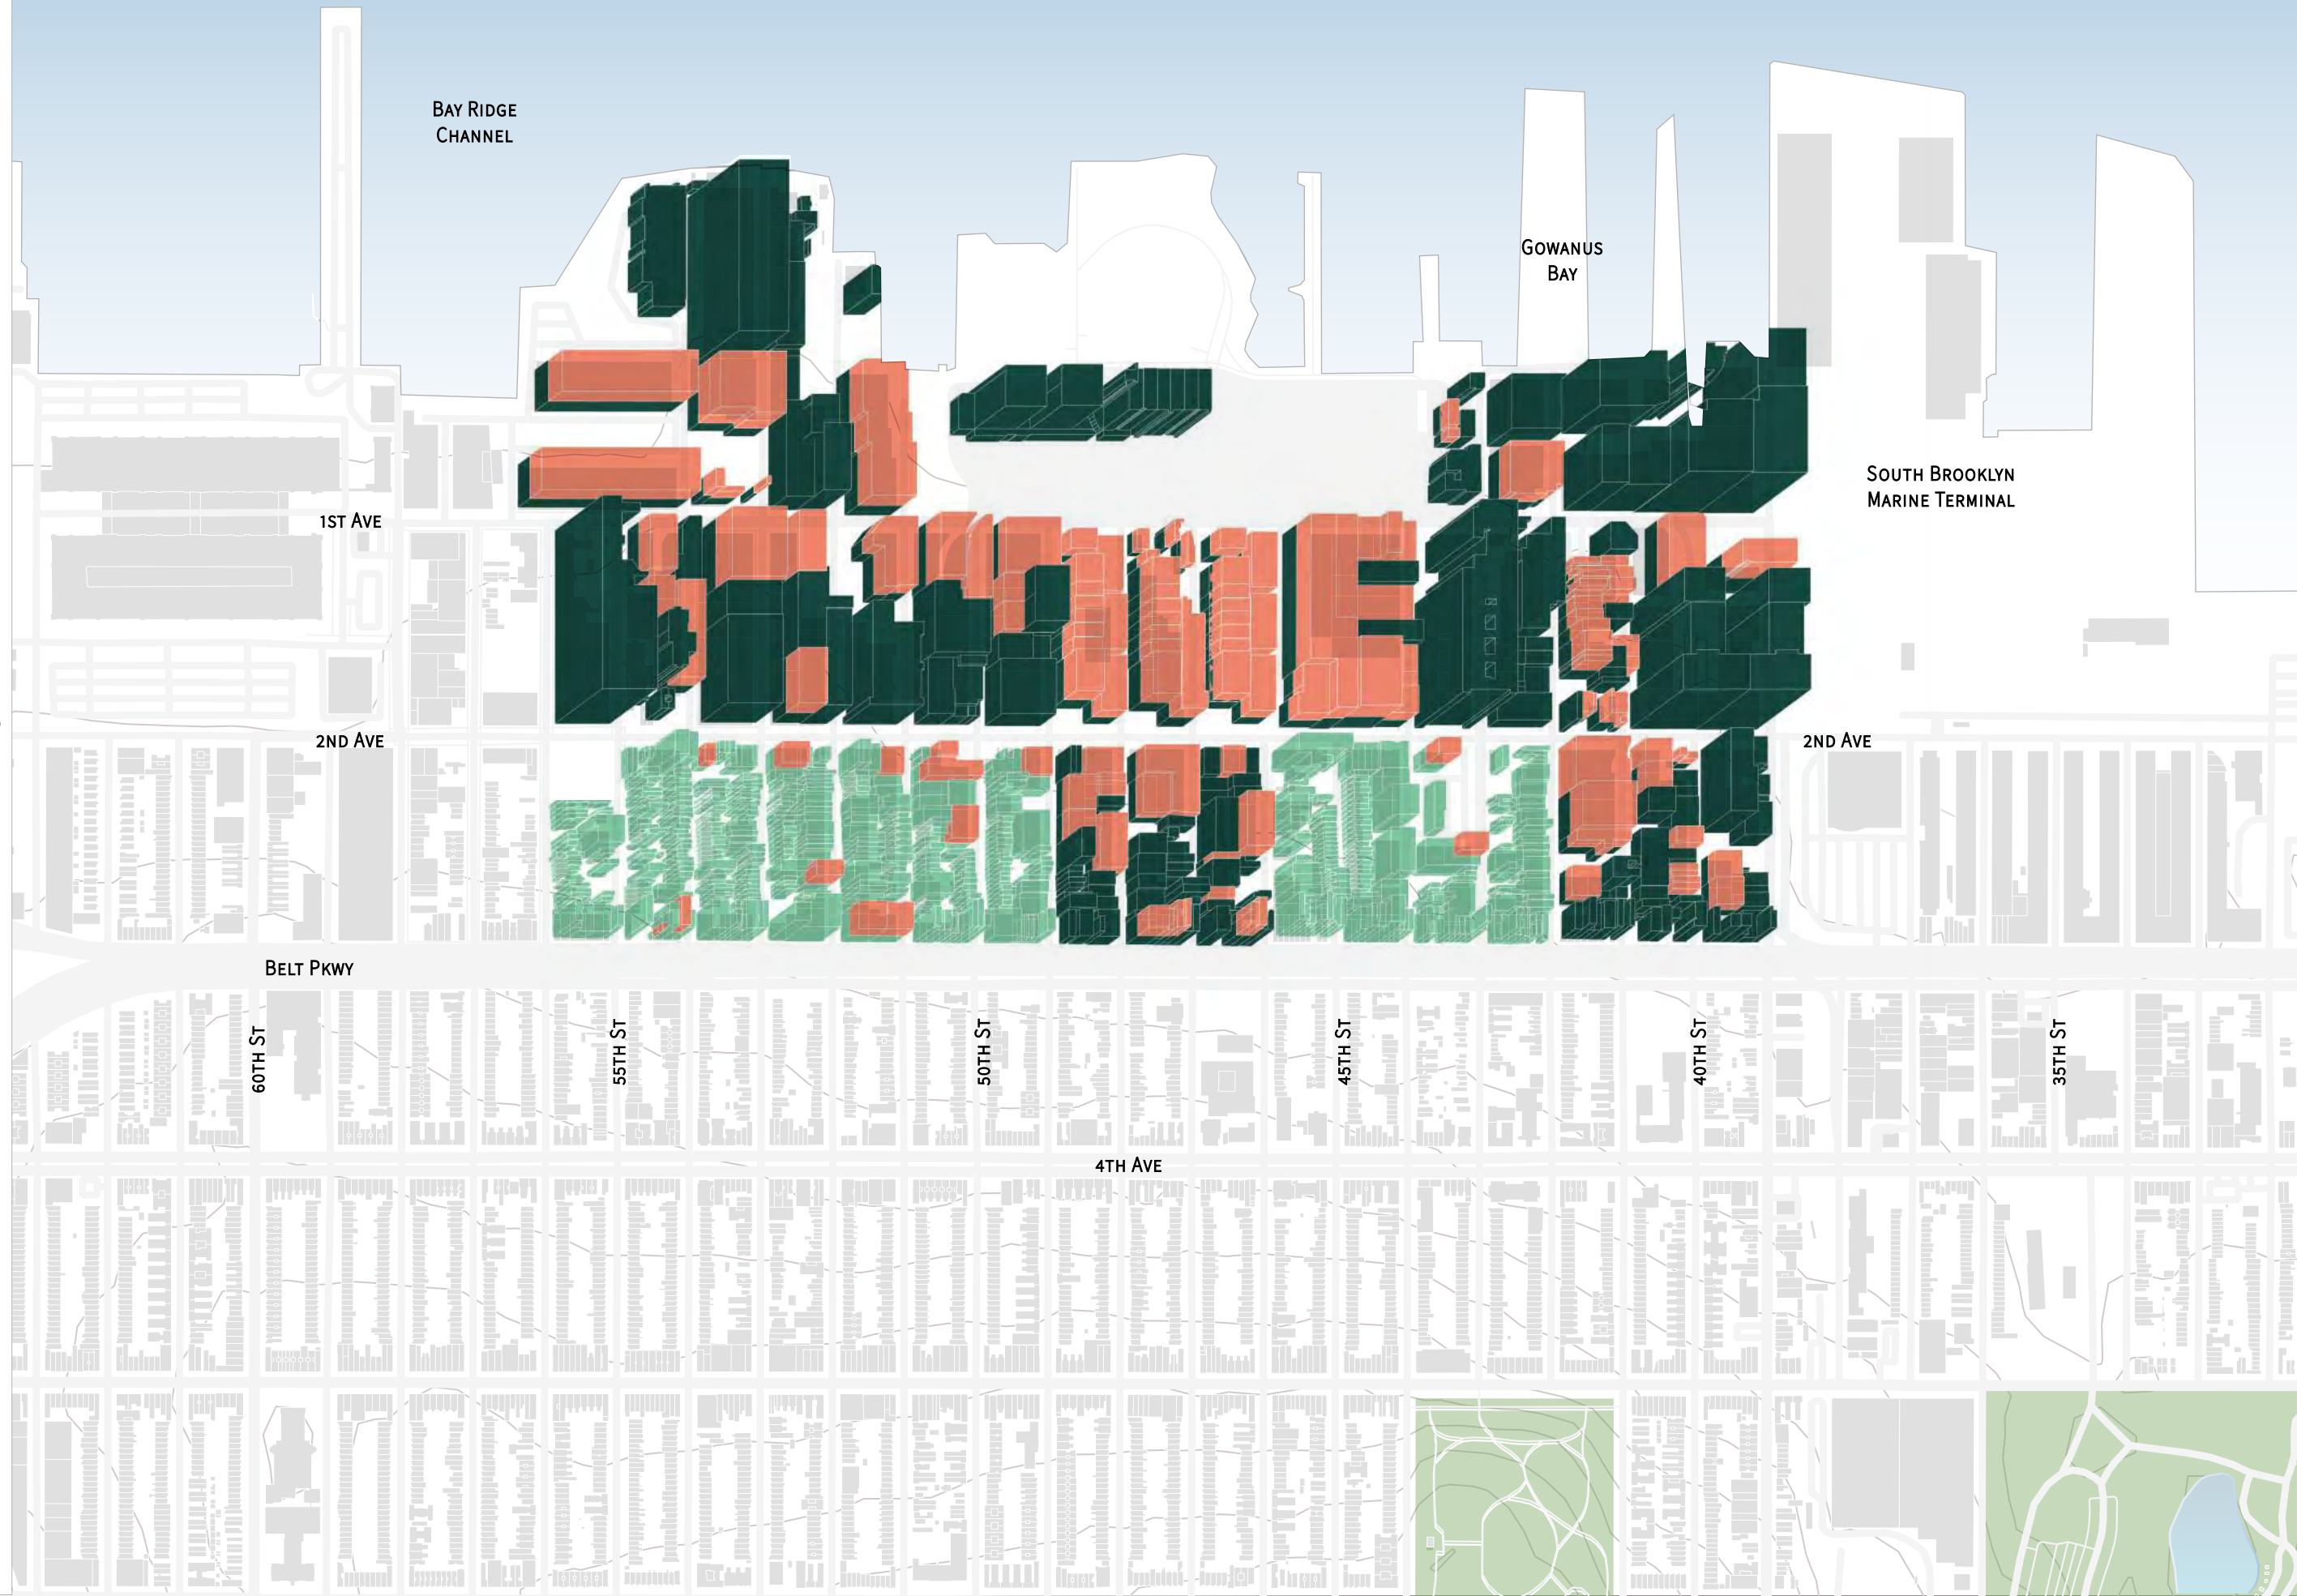 Bay Ridge
Channel
Gowanus
Bay
South Brooklyn
Marine Terminal
1st Ave
2nd Ave
2nd Ave
Belt Pkwy
60th St
55th St
50th St
45th St
40th St
35th St
4th Ave